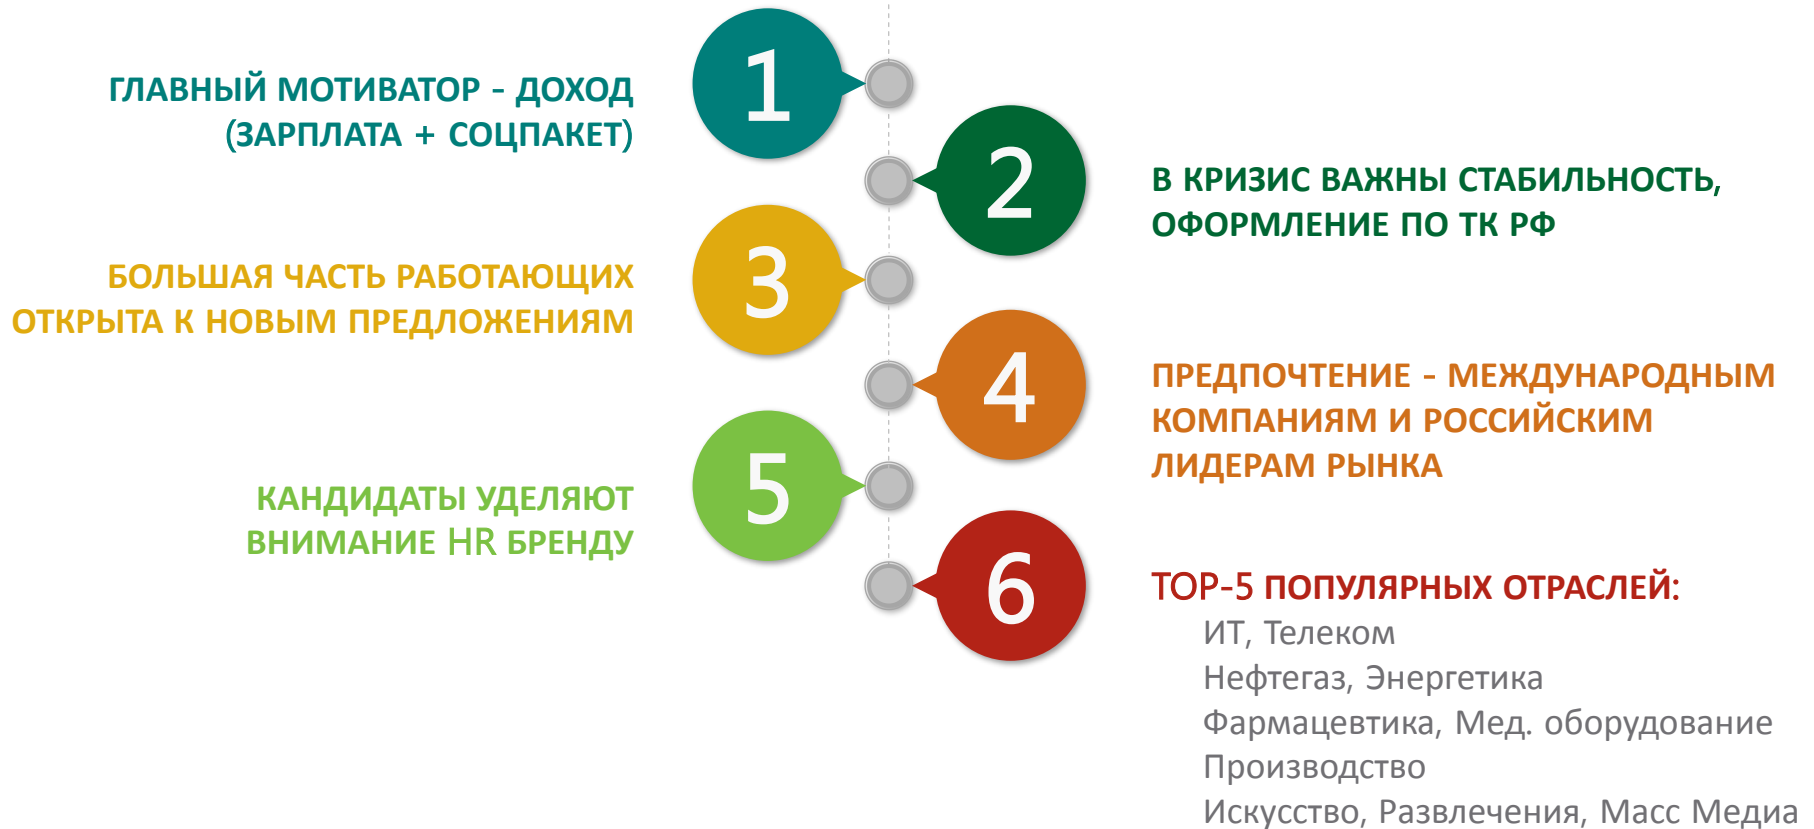 1
ГЛАВНЫЙ МОТИВАТОР - ДОХОД
(ЗАРПЛАТА + СОЦПАКЕТ)
2
В КРИЗИС ВАЖНЫ СТАБИЛЬНОСТЬ,
ОФОРМЛЕНИЕ ПО ТК РФ
3
БОЛЬШАЯ ЧАСТЬ РАБОТАЮЩИХ
ОТКРЫТА К НОВЫМ ПРЕДЛОЖЕНИЯМ
4
ПРЕДПОЧТЕНИЕ - МЕЖДУНАРОДНЫМ
КОМПАНИЯМ И РОССИЙСКИМ
ЛИДЕРАМ РЫНКА
5
КАНДИДАТЫ УДЕЛЯЮТ
ВНИМАНИЕ HR БРЕНДУ
6
TOP-5 ПОПУЛЯРНЫХ ОТРАСЛЕЙ:
ИТ, Телеком
Нефтегаз, Энергетика
Фармацевтика, Мед. оборудование
Производство
Искусство, Развлечения, Масс Медиа